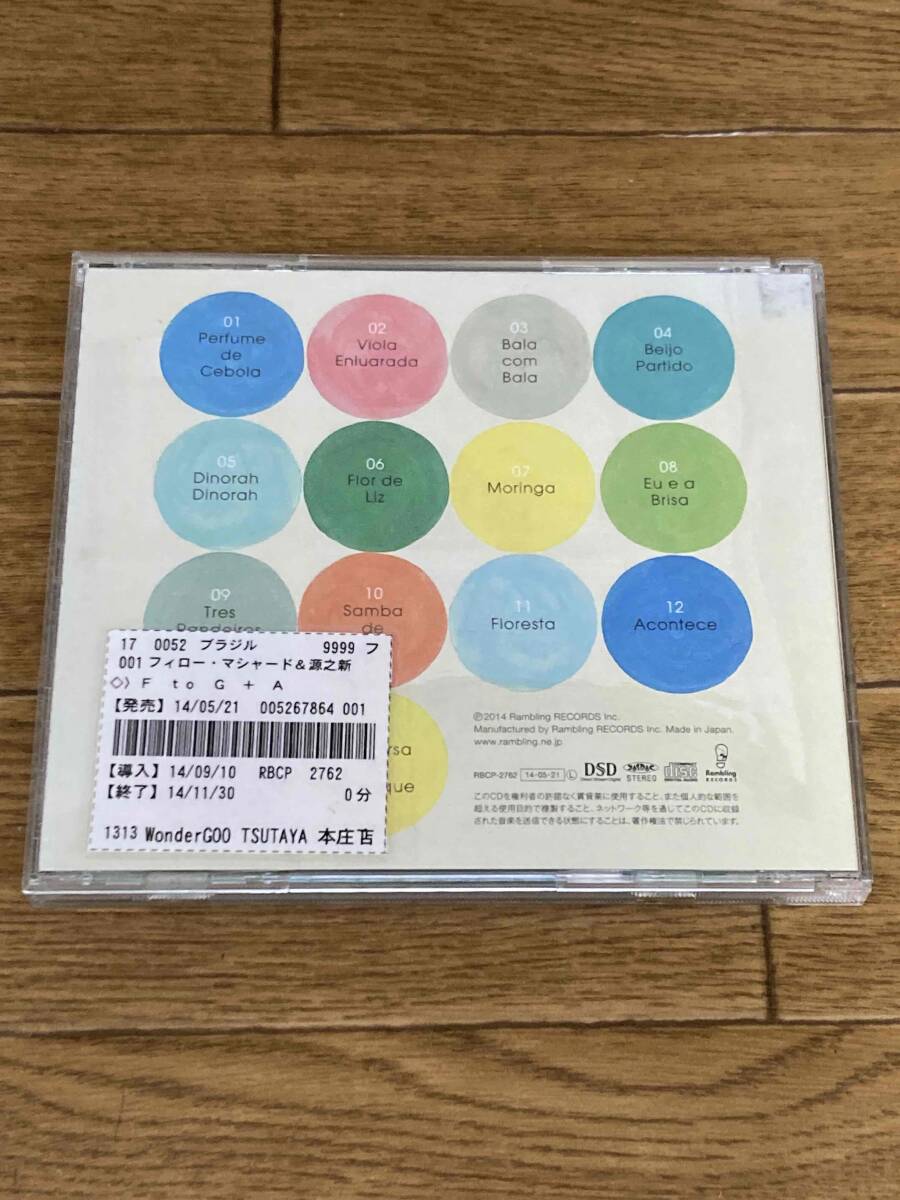 01
Perfume
de
Cebola
02
Viola
Enluarada
03
Bala
com
Bala
04
Beijo
Partido
05
Dinorah
Dinorah
06
Flor de
Liz
07
Moringa
08
Eu e a
Brisa
09
Tres
Pandeiros
10
Samba
de
11
Floresta
12
Acontece
17 0052 ブラジル 9999 フ
001 フィロー・マシャード&源之新
◇〉F to G + A
【発売】14/05/21 005267864 001
【導入】14/09/10 RBCP 2762
【終了】14/11/30 0分
1313 WonderGOO TSUTAYA 本庄店
℗2014 Rambling RECORDS Inc.
Manufactured by Rambling RECORDS Inc. Made in Japan.
www.rambling.ne.jp
RBCP-2762 14・05・21 Ⓛ DSD STEREO disc Rambling RECORDS
このCDを権利者の許諾なく賃貸業に使用すること、また個人的な範囲を
超える使用目的で複製すること、ネットワーク等を通じてこのCDに収録
された音楽を送信できる状態にすることは、著作権法で禁じられています。